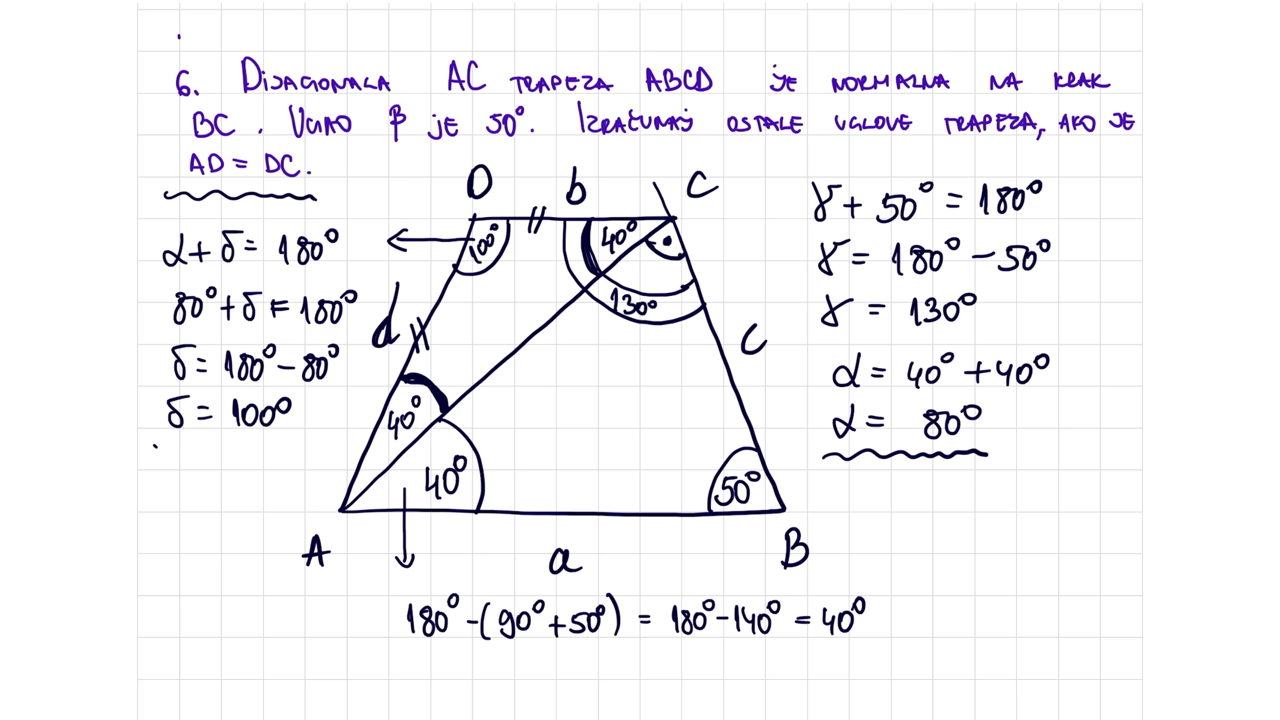 6. DIJAGONALA AC TRAPEZA ABCD JE NORMALNA NA KRAK
BC. UGAO β JE 50°. IZRAČUNAJ OSTALE UGLOVE TRAPEZA, AKO JE
AD = DC.
D b C
100°
40°
130°
d
c
40°
40°
50°
A a B
α + δ = 180°
80° + δ = 180°
δ = 180° - 80°
δ = 100°
γ + 50° = 180°
γ = 180° - 50°
γ = 130°
α = 40° + 40°
α = 80°
180° - (90° + 50°) = 180° - 140° = 40°